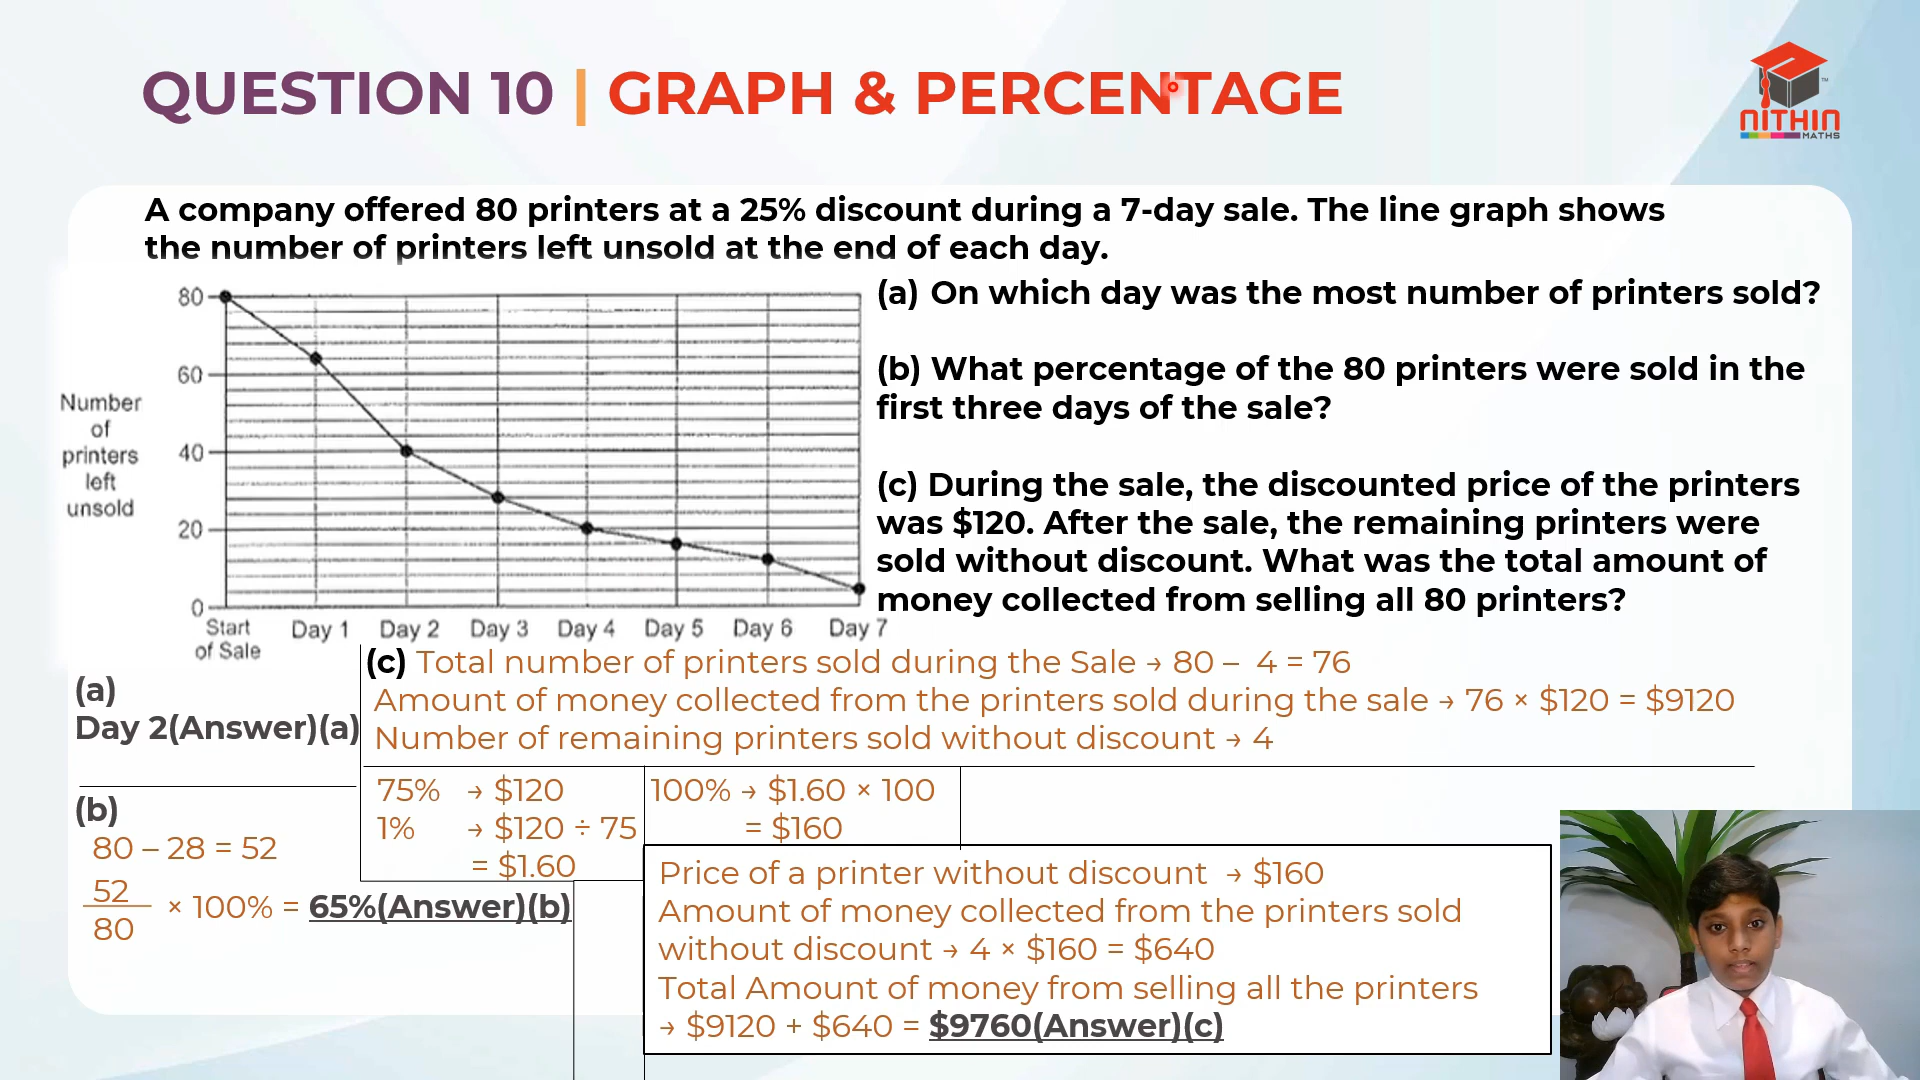 QUESTION 10 | GRAPH & PERCENTAGE
NITHIN
MATHS
™
A company offered 80 printers at a 25% discount during a 7-day sale. The line graph shows
the number of printers left unsold at the end of each day.
Number
of
printers
left
unsold
80
60
40
20
0
Start
of Sale
Day 1
Day 2
Day 3
Day 4
Day 5
Day 6
Day 7
(a) On which day was the most number of printers sold?
(b) What percentage of the 80 printers were sold in the
first three days of the sale?
(c) During the sale, the discounted price of the printers
was $120. After the sale, the remaining printers were
sold without discount. What was the total amount of
money collected from selling all 80 printers?
(a)
Day 2(Answer)(a)
(b)
80 – 28 = 52
52
80
× 100% = 65%(Answer)(b)
(c) Total number of printers sold during the Sale → 80 – 4 = 76
Amount of money collected from the printers sold during the sale → 76 × $120 = $9120
Number of remaining printers sold without discount → 4
75% → $120
1% → $120 ÷ 75
= $1.60
100% → $1.60 × 100
= $160
Price of a printer without discount → $160
Amount of money collected from the printers sold
without discount → 4 × $160 = $640
Total Amount of money from selling all the printers
→ $9120 + $640 = $9760(Answer)(c)